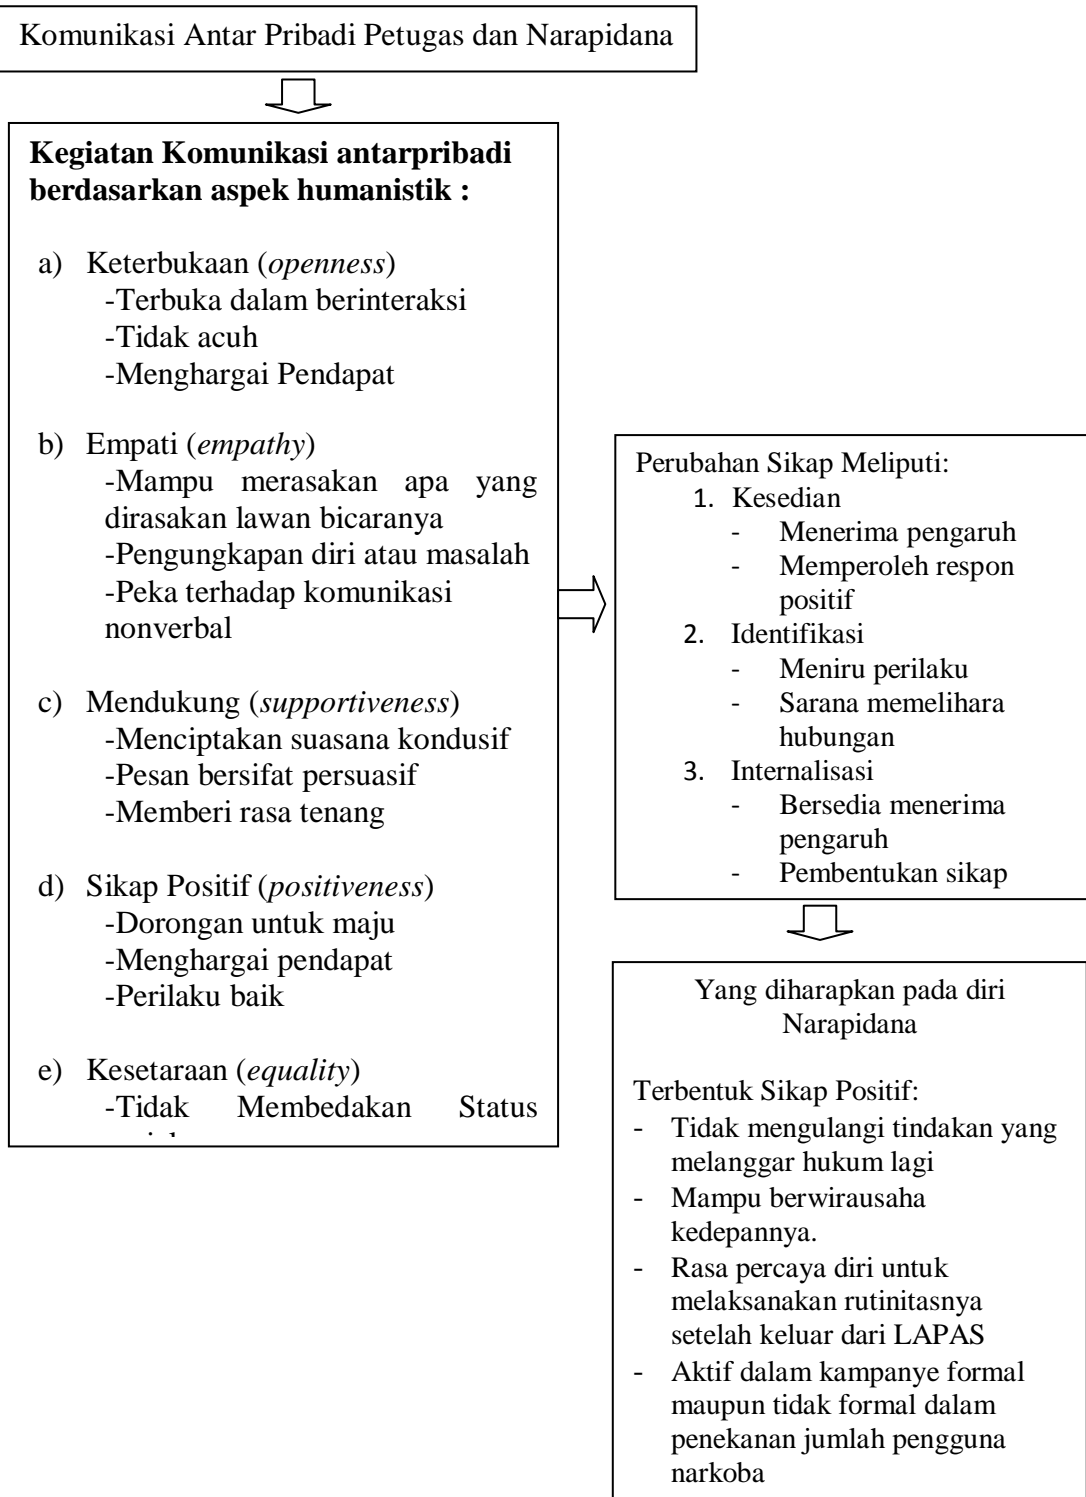 Komunikasi Antar Pribadi Petugas dan Narapidana
Kegiatan Komunikasi antarpribadi
berdasarkan aspek humanistik :
a) Keterbukaan (openness)
-Terbuka dalam berinteraksi
-Tidak acuh
-Menghargai Pendapat
b) Empati (empathy)
-Mampu merasakan apa yang
dirasakan lawan bicaranya
-Pengungkapan diri atau masalah
-Peka terhadap komunikasi
nonverbal
c) Mendukung (supportiveness)
-Menciptakan suasana kondusif
-Pesan bersifat persuasif
-Memberi rasa tenang
d) Sikap Positif (positiveness)
-Dorongan untuk maju
-Menghargai pendapat
-Perilaku baik
e) Kesetaraan (equality)
-Tidak Membedakan Status
Perubahan Sikap Meliputi:
1. Kesedian
- Menerima pengaruh
- Memperoleh respon
positif
2. Identifikasi
- Meniru perilaku
- Sarana memelihara
hubungan
3. Internalisasi
- Bersedia menerima
pengaruh
- Pembentukan sikap
Yang diharapkan pada diri
Narapidana
Terbentuk Sikap Positif:
- Tidak mengulangi tindakan yang
melanggar hukum lagi
- Mampu berwirausaha
kedepannya.
- Rasa percaya diri untuk
melaksanakan rutinitasnya
setelah keluar dari LAPAS
- Aktif dalam kampanye formal
maupun tidak formal dalam
penekanan jumlah pengguna
narkoba